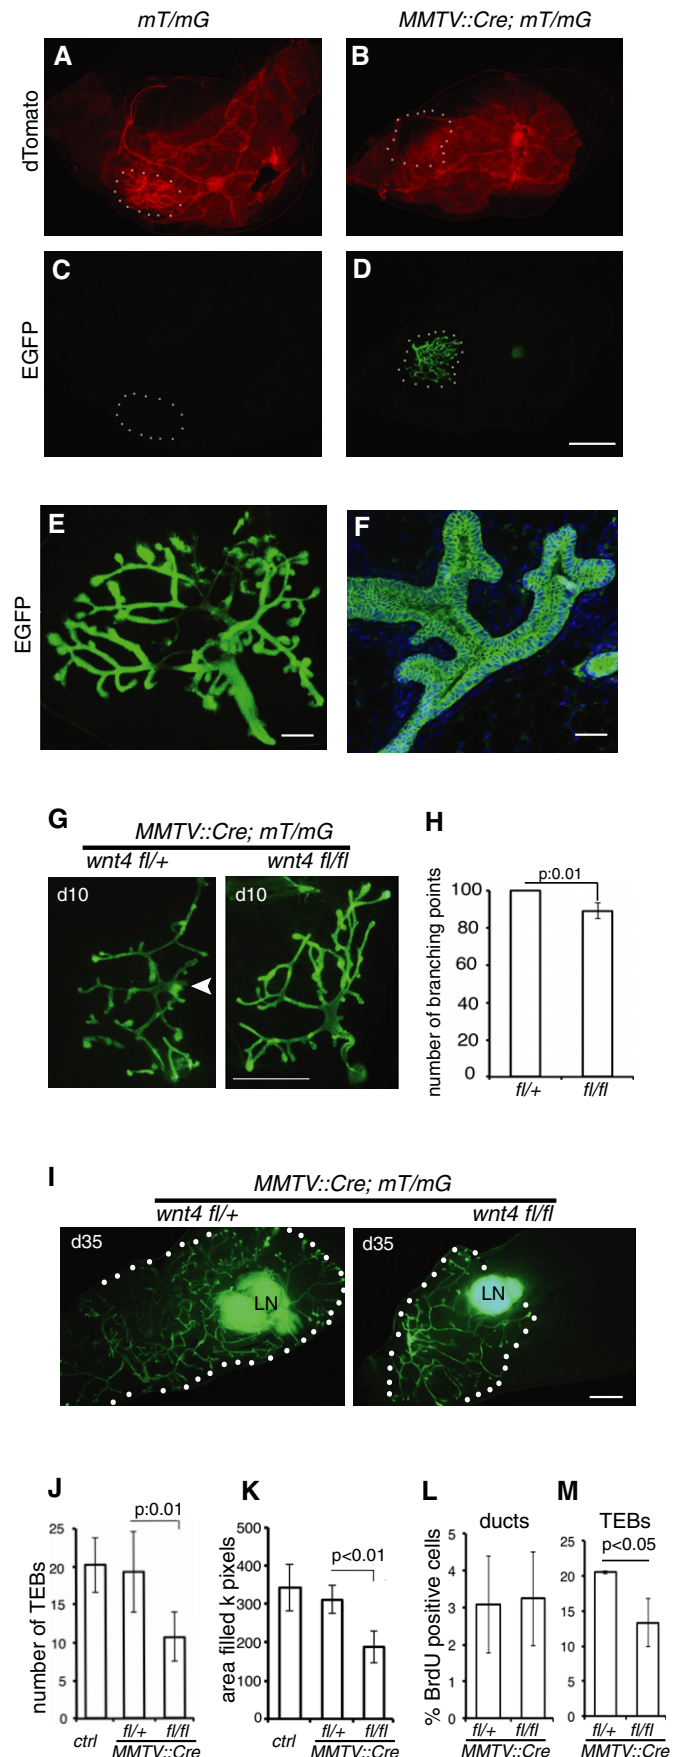 mT/mG
MMTV::Cre; mT/mG
dTomato
A
B
EGFP
C
D
EGFP
E
F
G
MMTV::Cre; mT/mG
wnt4 fl/+
wnt4 fl/fl
d10
d10
H
p:0.01
number of branching points
100
80
60
40
20
0
fl/+
fl/fl
I
MMTV::Cre; mT/mG
wnt4 fl/+
wnt4 fl/fl
d35
LN
d35
LN
J
p:0.01
number of TEBs
25
20
15
10
5
0
ctrl
fl/+
fl/fl
MMTV::Cre
K
p<0.01
area filled k pixels
500
400
300
200
100
0
ctrl
fl/+
fl/fl
MMTV::Cre
L
ducts
% BrdU positive cells
5
4
3
2
1
0
fl/+
fl/fl
MMTV::Cre
M
TEBs
p<0.05
25
20
15
10
5
0
fl/+
fl/fl
MMTV::Cre